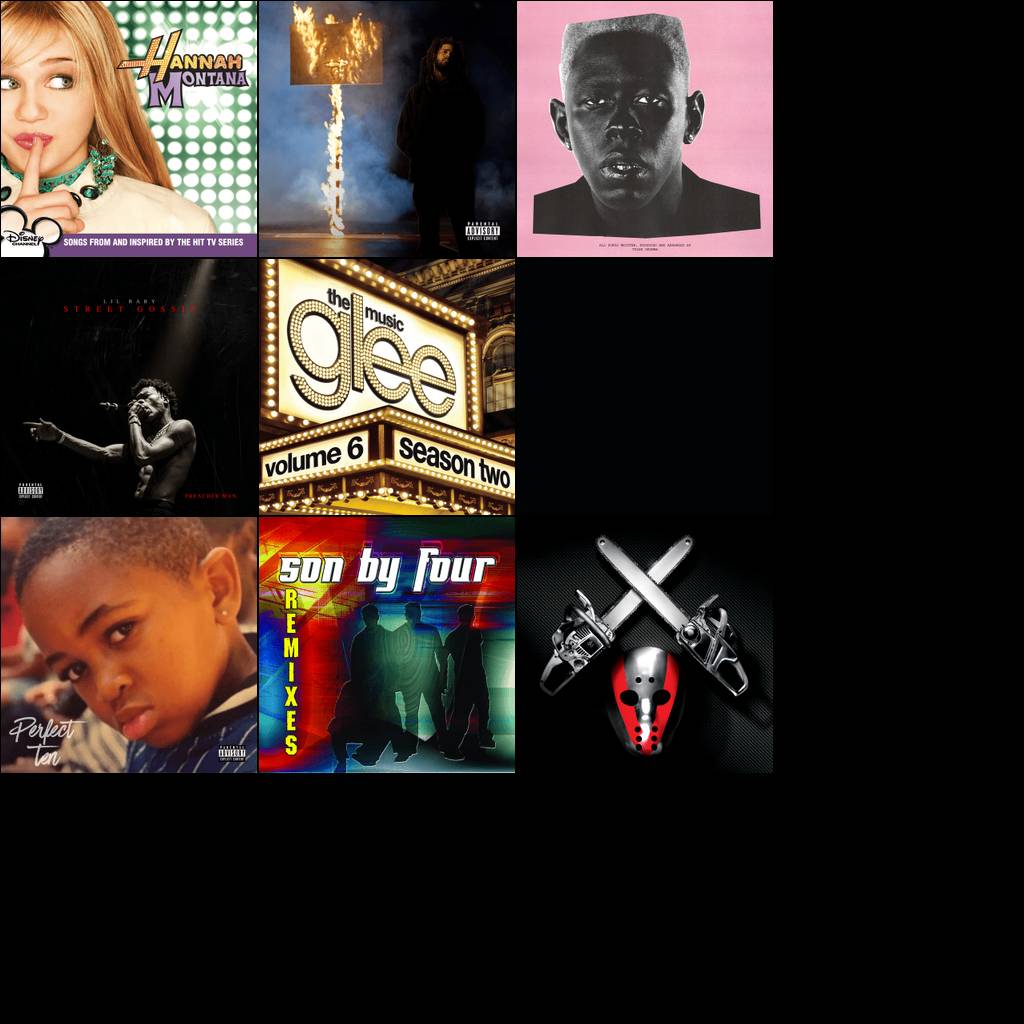 HANNAH
MONTANA
Disney
CHANNEL
SONGS FROM AND INSPIRED BY THE HIT TV SERIES
PARENTAL
ADVISORY
EXPLICIT CONTENT
ALL SONGS WRITTEN, PRODUCED AND ARRANGED BY
TYLER OKONMA
LIL BABY
STREET GOSSIP
PARENTAL
ADVISORY
EXPLICIT CONTENT
PREACHER MAN
the
music
glee
volume 6
season two
Perfect
Ten
PARENTAL
ADVISORY
EXPLICIT CONTENT
son by four
REMIXES